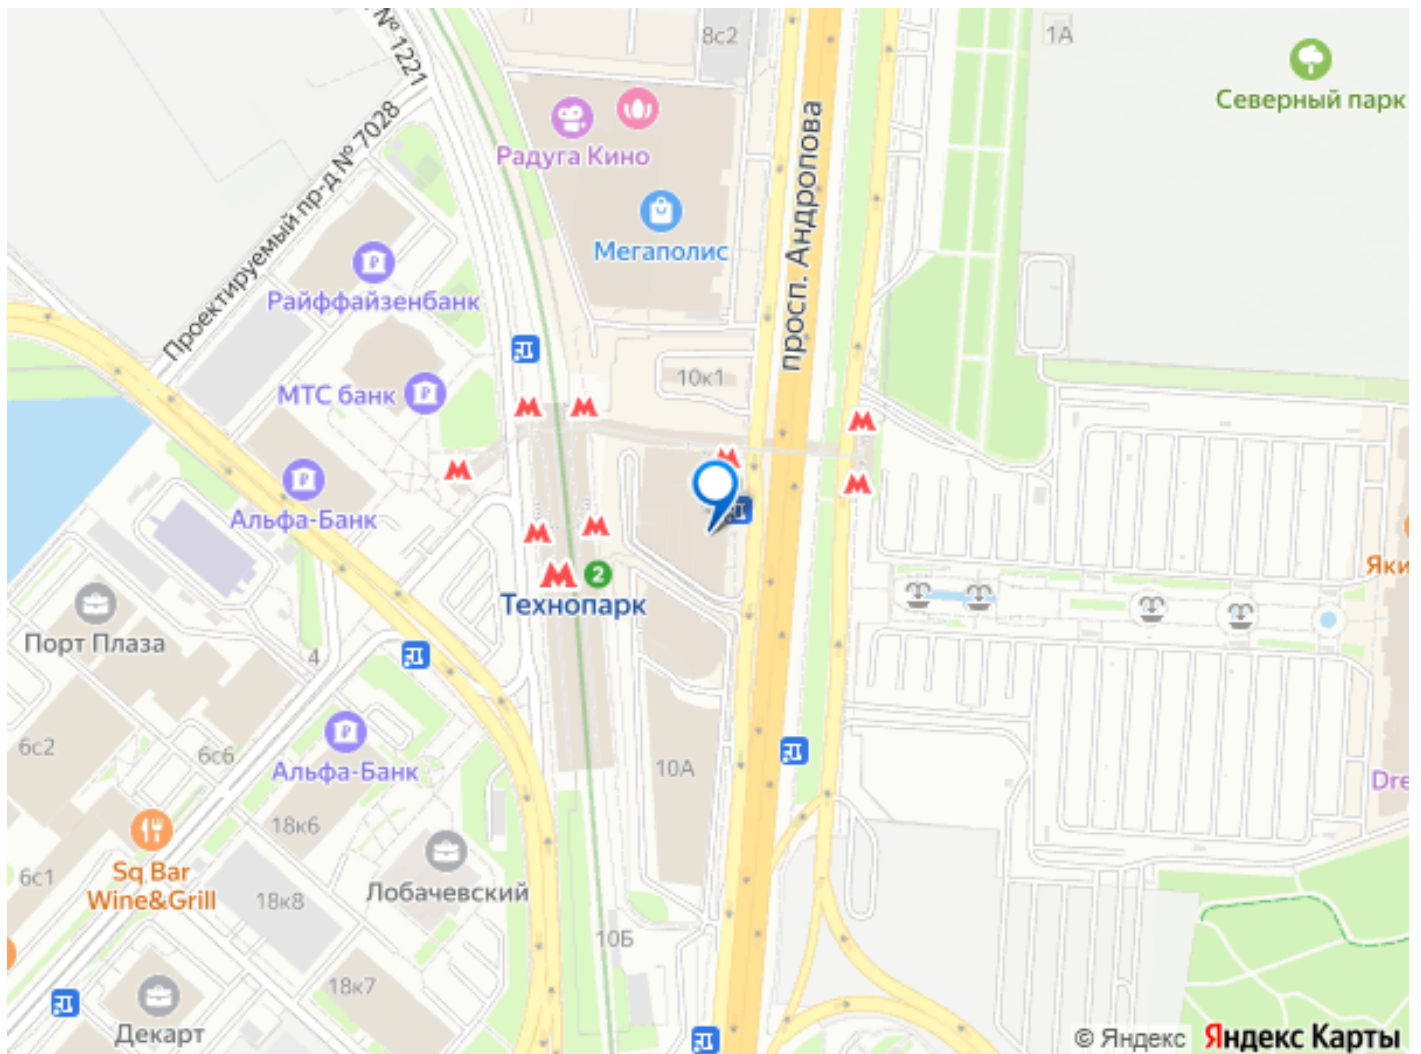 № 1221
8с2
1А
Северный парк
Проектируемый пр-д № 7028
Радуга Кино
просп. Андропова
Мегаполис
Райффайзенбанк
10к1
МТС банк
Альфа-Банк
2
Технопарк
Порт Плаза
4
Яки
6с2
6с6
Альфа-Банк
10А
Dre
18к6
Sq Bar
Wine&Grill
6с1
Лобачевский
18к8
10Б
18к7
Декарт
© Яндекс Яндекс Карты